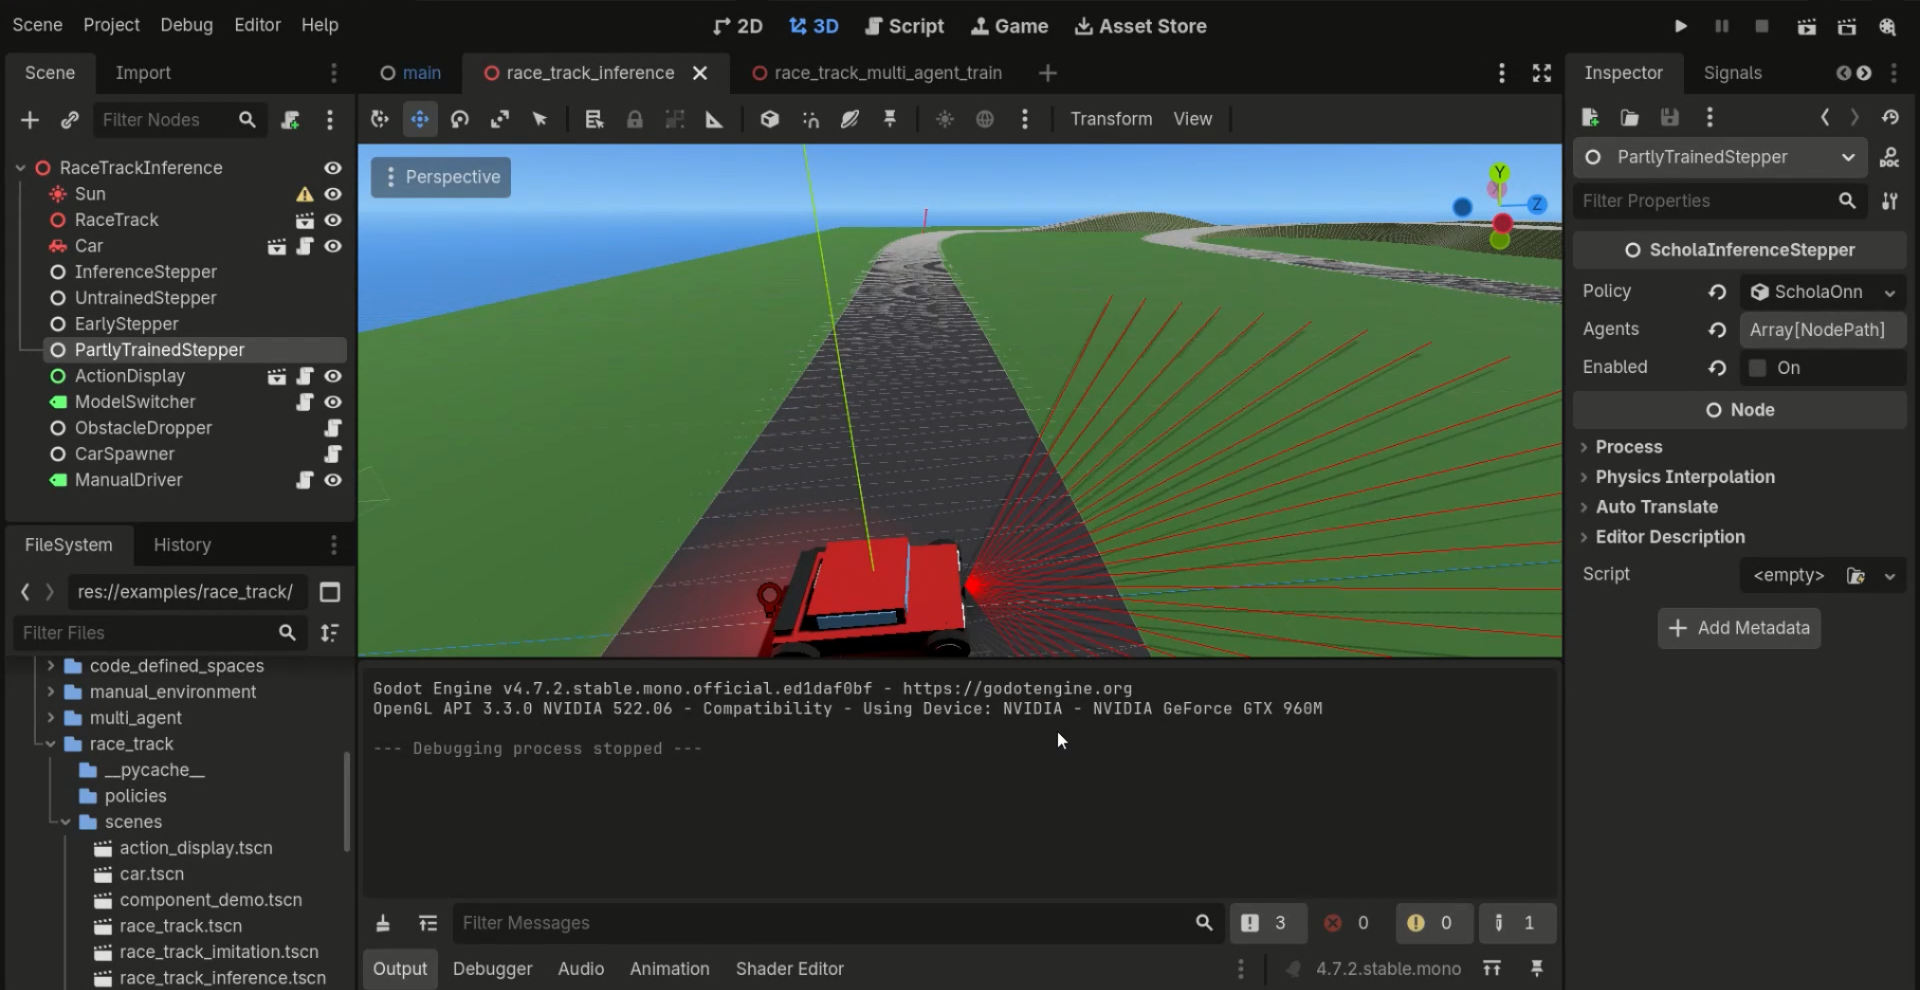 Scene Project Debug Editor Help
2D 3D Script Game Asset Store
Scene Import
main race_track_inference race_track_multi_agent_train
Inspector Signals
Filter Nodes
Transform View
PartlyTrainedStepper
Filter Properties
RaceTrackInference
Sun
RaceTrack
Car
InferenceStepper
UntrainedStepper
EarlyStepper
PartlyTrainedStepper
ActionDisplay
ModelSwitcher
ObstacleDropper
CarSpawner
ManualDriver
Perspective
Y
Z
ScholaInferenceStepper
Policy ScholaOnn
Agents Array[NodePath]
Enabled On
Node
Process
Physics Interpolation
Auto Translate
Editor Description
Script <empty>
Add Metadata
FileSystem History
res://examples/race_track/
Filter Files
code_defined_spaces
manual_environment
multi_agent
race_track
__pycache__
policies
scenes
action_display.tscn
car.tscn
component_demo.tscn
race_track.tscn
race_track_imitation.tscn
race_track_inference.tscn
Godot Engine v4.7.2.stable.mono.official.ed1daf0bf - https://godotengine.org
OpenGL API 3.3.0 NVIDIA 522.06 - Compatibility - Using Device: NVIDIA - NVIDIA GeForce GTX 960M
--- Debugging process stopped ---
Filter Messages 3 0 0 1
Output Debugger Audio Animation Shader Editor 4.7.2.stable.mono